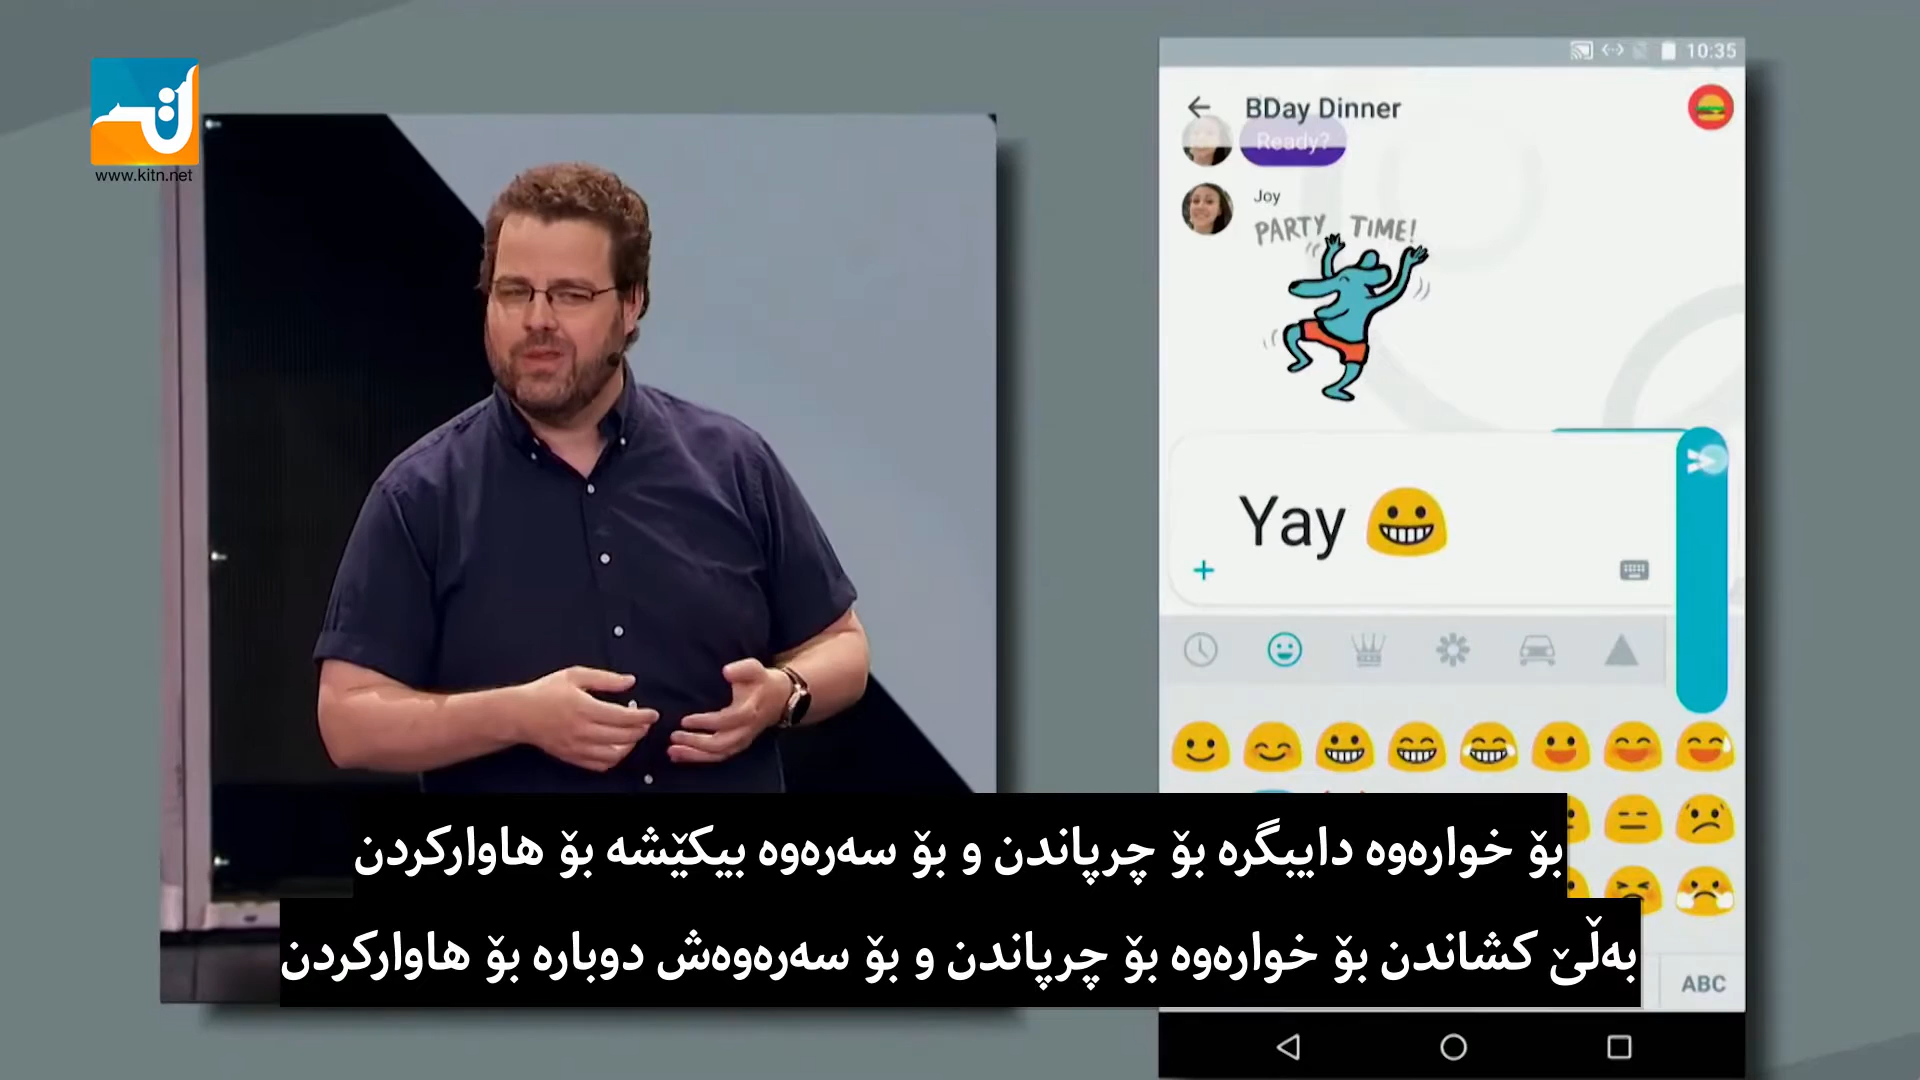 www.kitn.net
10:35
BDay Dinner
Ready?
Joy
PARTY TIME!
Yay 😀
بۆ خوارەوە دایبگرە بۆ چرپاندن و بۆ سەرەوە بیکێشە بۆ هاوارکردن
بەڵێ کشاندن بۆ خوارەوە بۆ چرپاندن و بۆ سەرەوەش دوبارە بۆ هاوارکردن
ABC